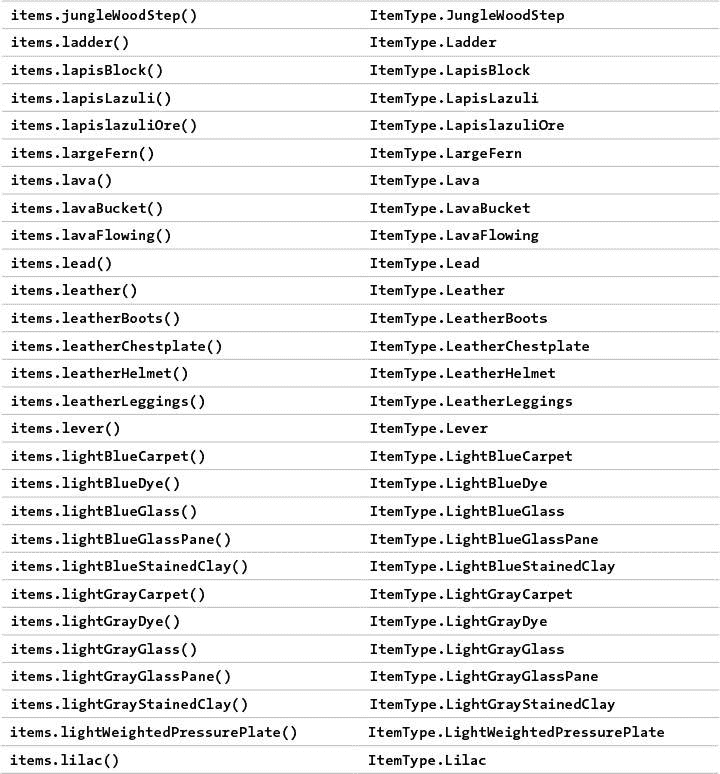 items.jungleWoodStep() ItemType.JungleWoodStep
items.ladder() ItemType.Ladder
items.lapisBlock() ItemType.LapisBlock
items.lapisLazuli() ItemType.LapisLazuli
items.lapislazuliOre() ItemType.LapislazuliOre
items.largeFern() ItemType.LargeFern
items.lava() ItemType.Lava
items.lavaBucket() ItemType.LavaBucket
items.lavaFlowing() ItemType.LavaFlowing
items.lead() ItemType.Lead
items.leather() ItemType.Leather
items.leatherBoots() ItemType.LeatherBoots
items.leatherChestplate() ItemType.LeatherChestplate
items.leatherHelmet() ItemType.LeatherHelmet
items.leatherLeggings() ItemType.LeatherLeggings
items.lever() ItemType.Lever
items.lightBlueCarpet() ItemType.LightBlueCarpet
items.lightBlueDye() ItemType.LightBlueDye
items.lightBlueGlass() ItemType.LightBlueGlass
items.lightBlueGlassPane() ItemType.LightBlueGlassPane
items.lightBlueStainedClay() ItemType.LightBlueStainedClay
items.lightGrayCarpet() ItemType.LightGrayCarpet
items.lightGrayDye() ItemType.LightGrayDye
items.lightGrayGlass() ItemType.LightGrayGlass
items.lightGrayGlassPane() ItemType.LightGrayGlassPane
items.lightGrayStainedClay() ItemType.LightGrayStainedClay
items.lightWeightedPressurePlate() ItemType.LightWeightedPressurePlate
items.lilac() ItemType.Lilac